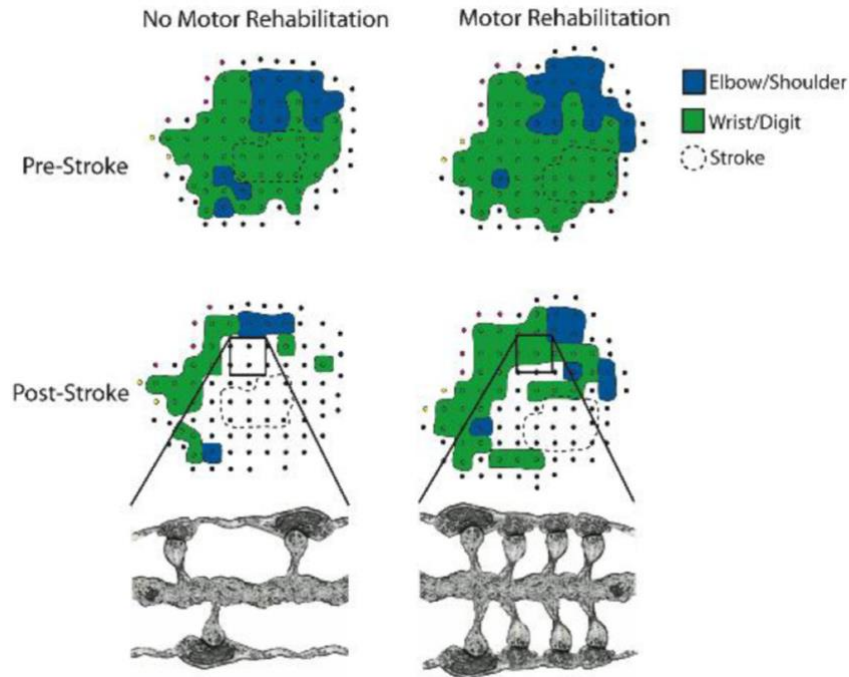 No Motor Rehabilitation
Motor Rehabilitation
Elbow/Shoulder
Wrist/Digit
Stroke
Pre-Stroke
Post-Stroke